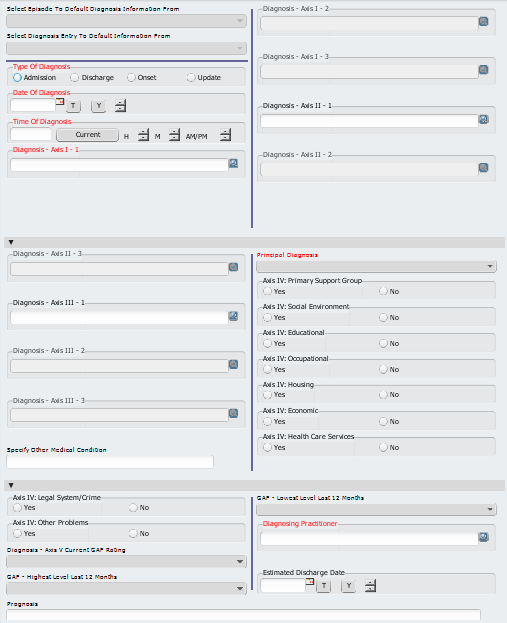 Select Episode To Default Diagnosis Information From
Select Diagnosis Entry To Default Information From
Type Of Diagnosis
Admission Discharge Onset Update
Date Of Diagnosis
T Y
Time Of Diagnosis
Current H M AM/PM
Diagnosis - Axis I - 1
Diagnosis - Axis I - 2
Diagnosis - Axis I - 3
Diagnosis - Axis II - 1
Diagnosis - Axis II - 2
Diagnosis - Axis II - 3
Diagnosis - Axis III - 1
Diagnosis - Axis III - 2
Diagnosis - Axis III - 3
Specify Other Medical Condition
Principal Diagnosis
Axis IV: Primary Support Group
Yes No
Axis IV: Social Environment
Yes No
Axis IV: Educational
Yes No
Axis IV: Occupational
Yes No
Axis IV: Housing
Yes No
Axis IV: Economic
Yes No
Axis IV: Health Care Services
Yes No
Axis IV: Legal System/Crime
Yes No
Axis IV: Other Problems
Yes No
Diagnosis - Axis V Current GAF Rating
GAF - Highest Level Last 12 Months
Prognosis
GAF - Lowest Level Last 12 Months
Diagnosing Practitioner
Estimated Discharge Date
T Y